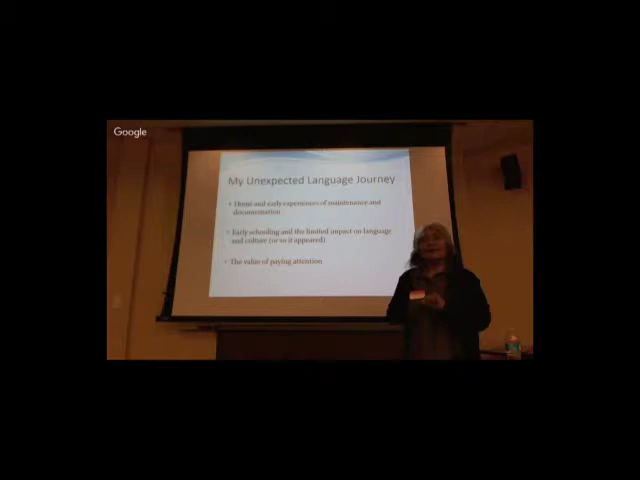 Google
My Unexpected Language Journey
• Home and early experiences of maintenance and
documentation
• Early schooling and the limited impact on language
and culture (or so it appeared)
• The value of paying attention